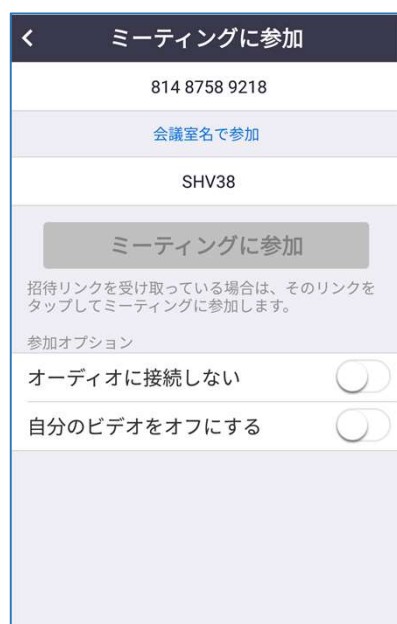 ミーティングに参加
814 8758 9218
会議室名で参加
SHV38
ミーティングに参加
招待リンクを受け取っている場合は、そのリンクを
タップしてミーティングに参加します。
参加オプション
オーディオに接続しない
自分のビデオをオフにする